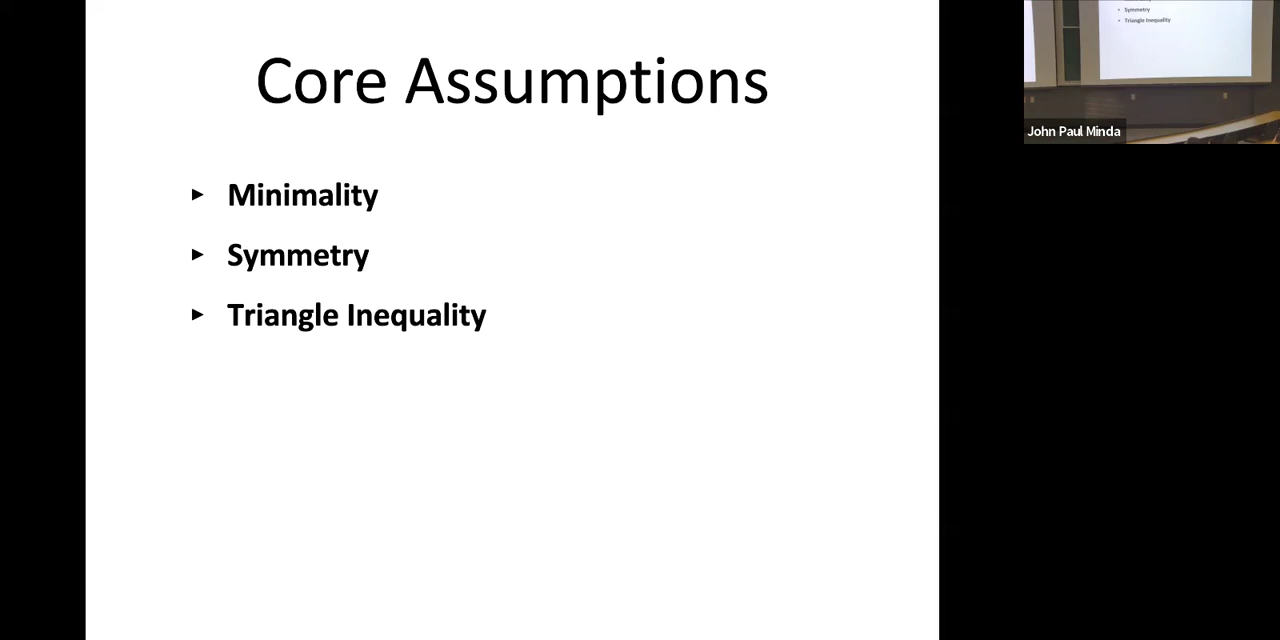 Core Assumptions
Minimality
Symmetry
Triangle Inequality
Symmetry
Triangle Inequality
John Paul Minda